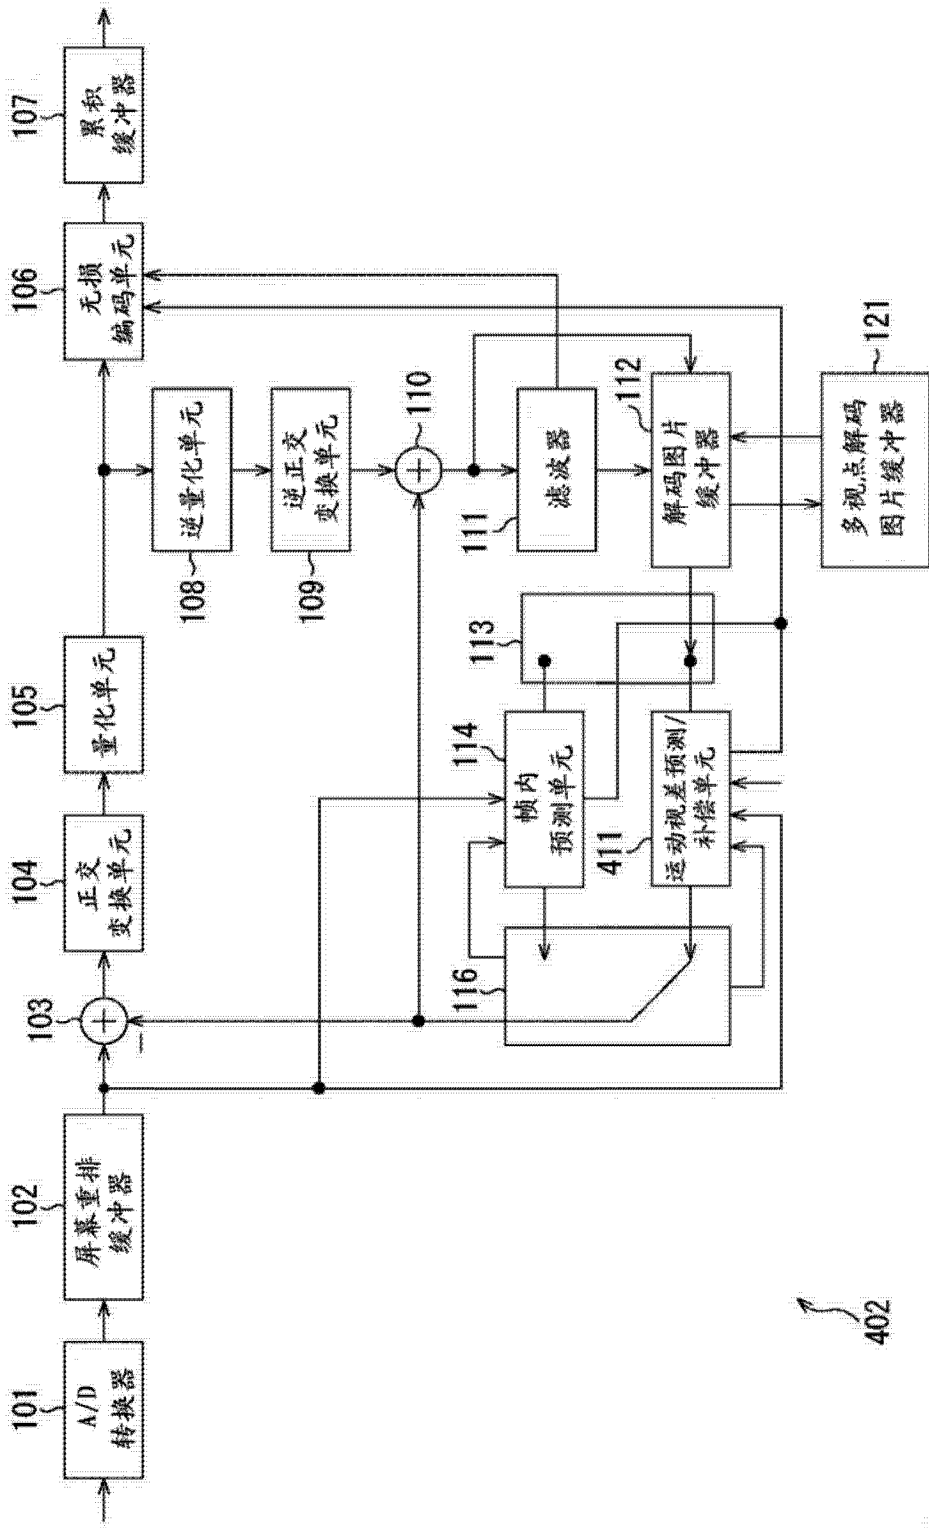 101
A/D
转换器
102
屏幕重排
缓冲器
103
104
正交
变换单元
105
量化单元
106
无损
编码单元
107
累积
缓冲器
108
逆量化单元
109
逆正交
变换单元
110
111
滤波器
112
解码图片
缓冲器
121
多视点解码
图片缓冲器
113
114
帧内
预测单元
411
运动视差预测/
补偿单元
116
402